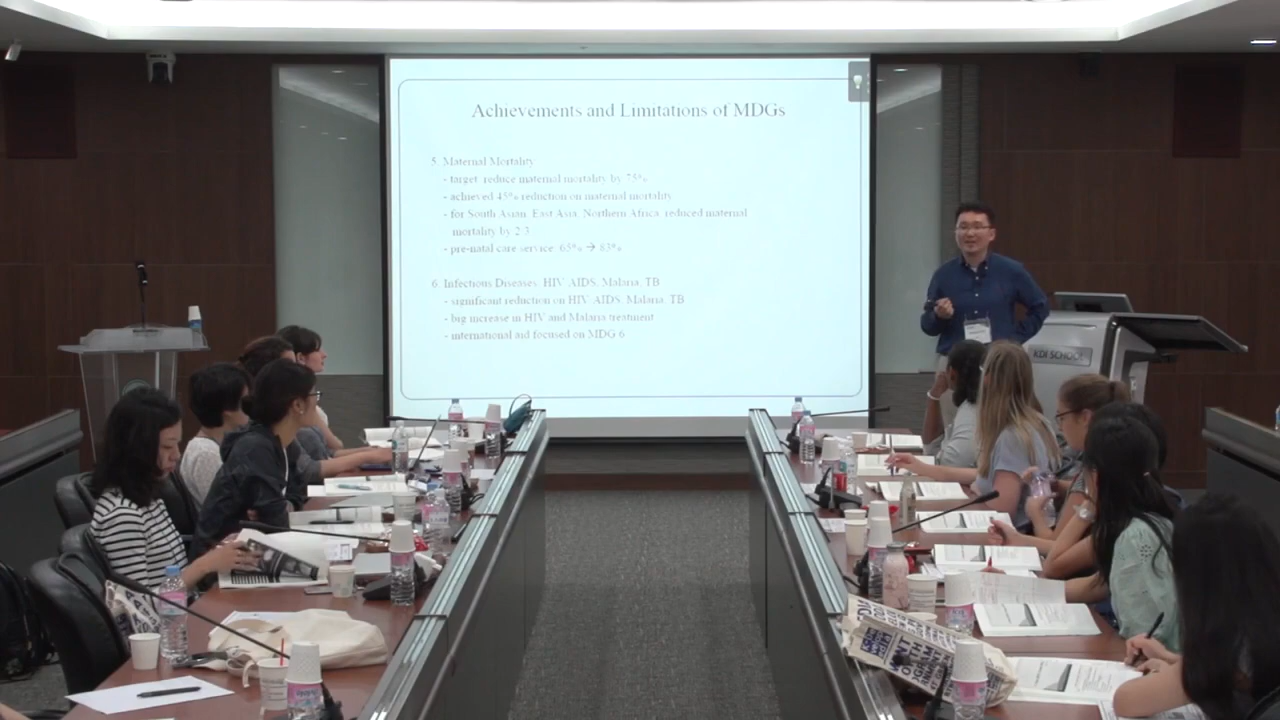 Achievements and Limitations of MDGs
5. Maternal Mortality
- target: reduce maternal mortality by 75%
- achieved 45% reduction on maternal mortality
- for South Asian, East Asia, Northern Africa: reduced maternal
mortality by 2/3
- pre-natal care service: 65% → 83%
6. Infectious Diseases: HIV/AIDS, Malaria, TB
- significant reduction on HIV/AIDS, Malaria, TB
- big increase in HIV and Malaria treatment
- international aid focused on MDG 6
KDI SCHOOL